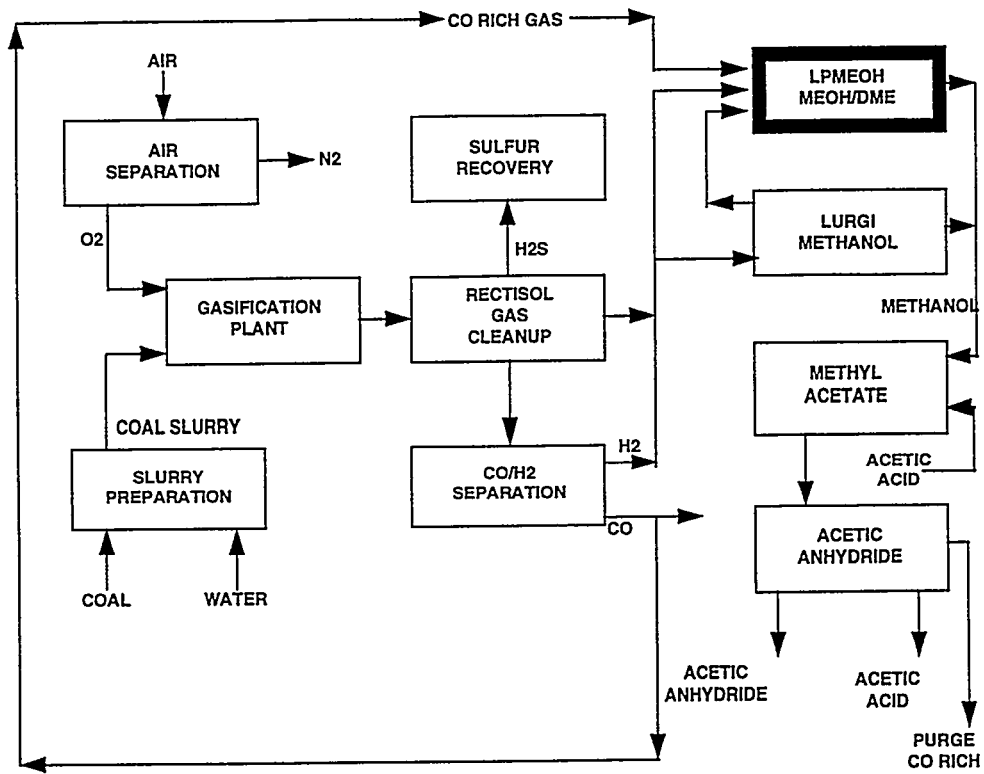 CO RICH GAS
AIR
LPMEOH
MEOH/DME
AIR
SEPARATION
N2
SULFUR
RECOVERY
O2
H2S
LURGI
METHANOL
GASIFICATION
PLANT
RECTISOL
GAS
CLEANUP
METHANOL
METHYL
ACETATE
COAL SLURRY
H2
SLURRY
PREPARATION
CO/H2
SEPARATION
ACETIC
ACID
CO
ACETIC
ANHYDRIDE
COAL
WATER
ACETIC
ANHYDRIDE
ACETIC
ACID
PURGE
CO RICH